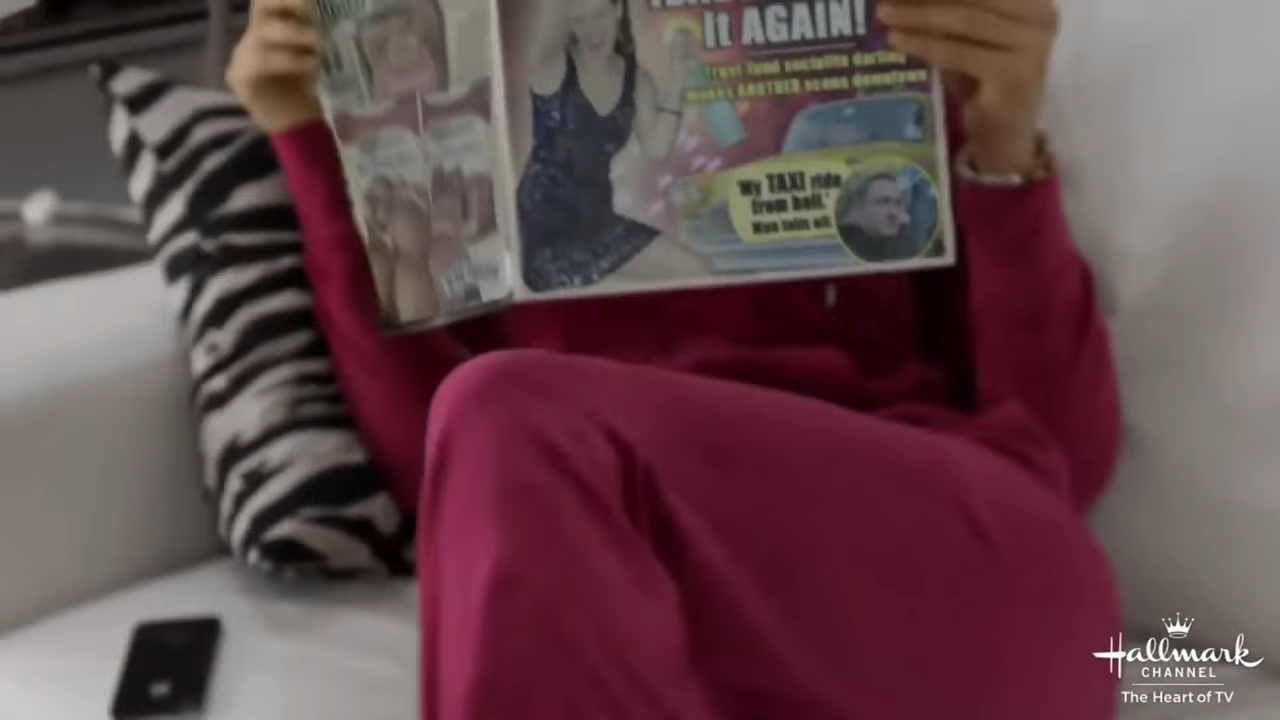 it AGAIN!
Trust fund socialite darling
makes ANOTHER scene downtown
'My TAXI ride
from hell.'
Man tells all.
Hallmark
CHANNEL
The Heart of TV